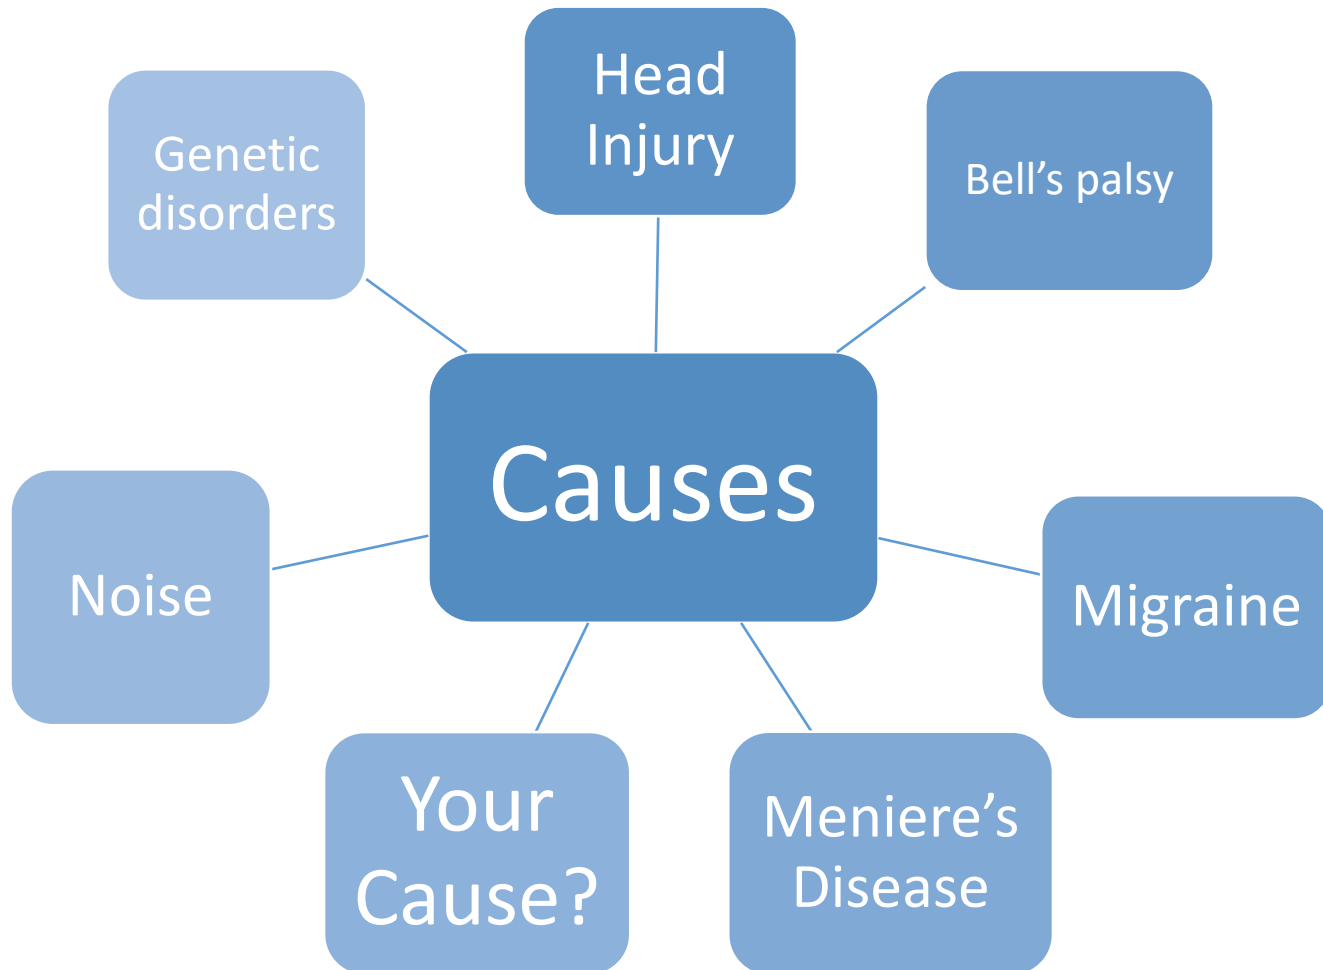 Head
Injury
Genetic
disorders
Bell’s palsy
Causes
Noise
Migraine
Your
Cause?
Meniere’s
Disease